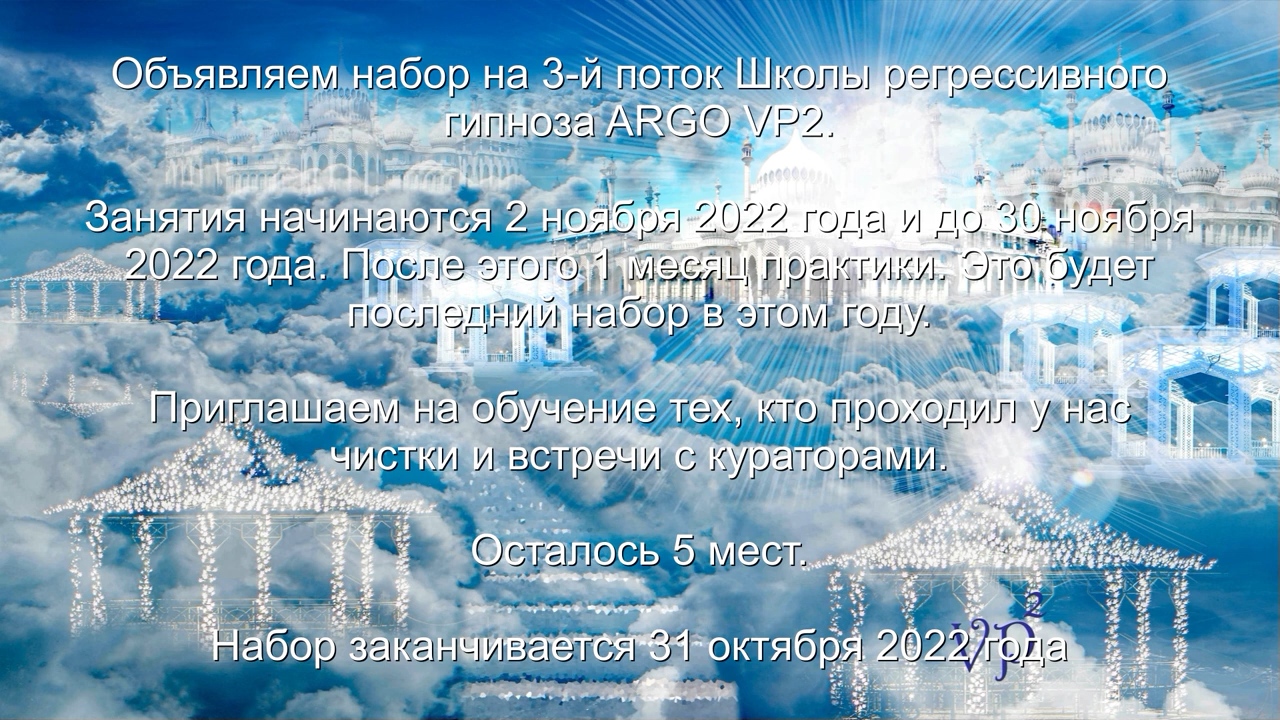 Объявляем набор на 3-й поток Школы регрессивного
гипноза ARGO VP2.
Занятия начинаются 2 ноября 2022 года и до 30 ноября
2022 года. После этого 1 месяц практики. Это будет
последний набор в этом году.
Приглашаем на обучение тех, кто проходил у нас
чистки и встречи с кураторами.
Осталось 5 мест.
Набор заканчивается 31 октября 2022 года
VP²